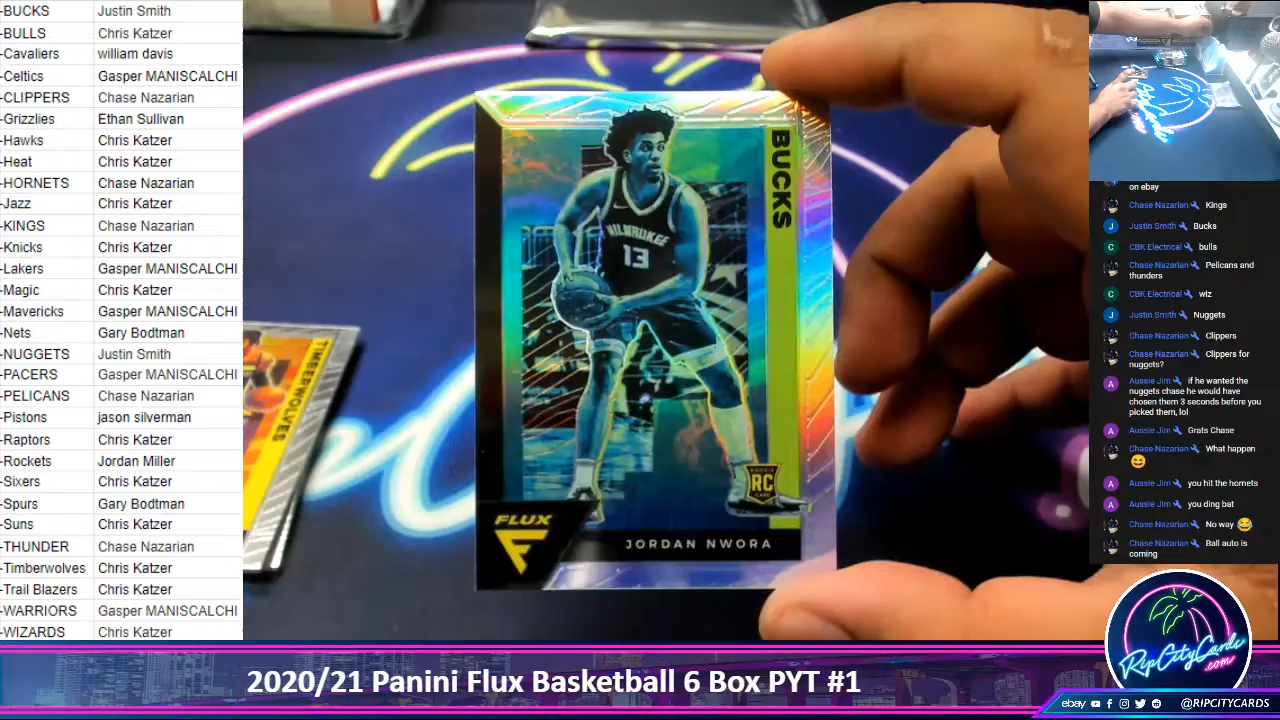 -BUCKS Justin Smith
-BULLS Chris Katzer
-Cavaliers william davis
-Celtics Gasper MANISCALCHI
-CLIPPERS Chase Nazarian
-Grizzlies Ethan Sullivan
-Hawks Chris Katzer
-Heat Chris Katzer
-HORNETS Chase Nazarian
-Jazz Chris Katzer
-KINGS Chase Nazarian
-Knicks Chris Katzer
-Lakers Gasper MANISCALCHI
-Magic Chris Katzer
-Mavericks Gasper MANISCALCHI
-Nets Gary Bodtman
-NUGGETS Justin Smith
-PACERS Gasper MANISCALCHI
-PELICANS Chase Nazarian
-Pistons jason silverman
-Raptors Chris Katzer
-Rockets Jordan Miller
-Sixers Chris Katzer
-Spurs Gary Bodtman
-Suns Chris Katzer
-THUNDER Chase Nazarian
-Timberwolves Chris Katzer
-Trail Blazers Chris Katzer
-WARRIORS Gasper MANISCALCHI
-WIZARDS Chris Katzer
TIMBERWOLVES
BUCKS
MILWAUKEE
13
ROOKIE
RC
CARD
FLUX
JORDAN NWORA
on ebay
Chase Nazarian Kings
J Justin Smith Bucks
C CBK Electrical bulls
Chase Nazarian Pelicans and
thunders
C CBK Electrical wiz
J Justin Smith Nuggets
Chase Nazarian Clippers
Chase Nazarian Clippers for
nuggets?
A Aussie Jim if he wanted the
nuggets chase he would have
chosen them 3 seconds before you
picked them, lol
A Aussie Jim Grats Chase
Chase Nazarian What happen
😆
A Aussie Jim you hit the hornets
A Aussie Jim you ding bat
Chase Nazarian No way 😂
Chase Nazarian Ball auto is
coming
RipCityCards
.com
2020/21 Panini Flux Basketball 6 Box PYT #1
ebay @RIPCITYCARDS